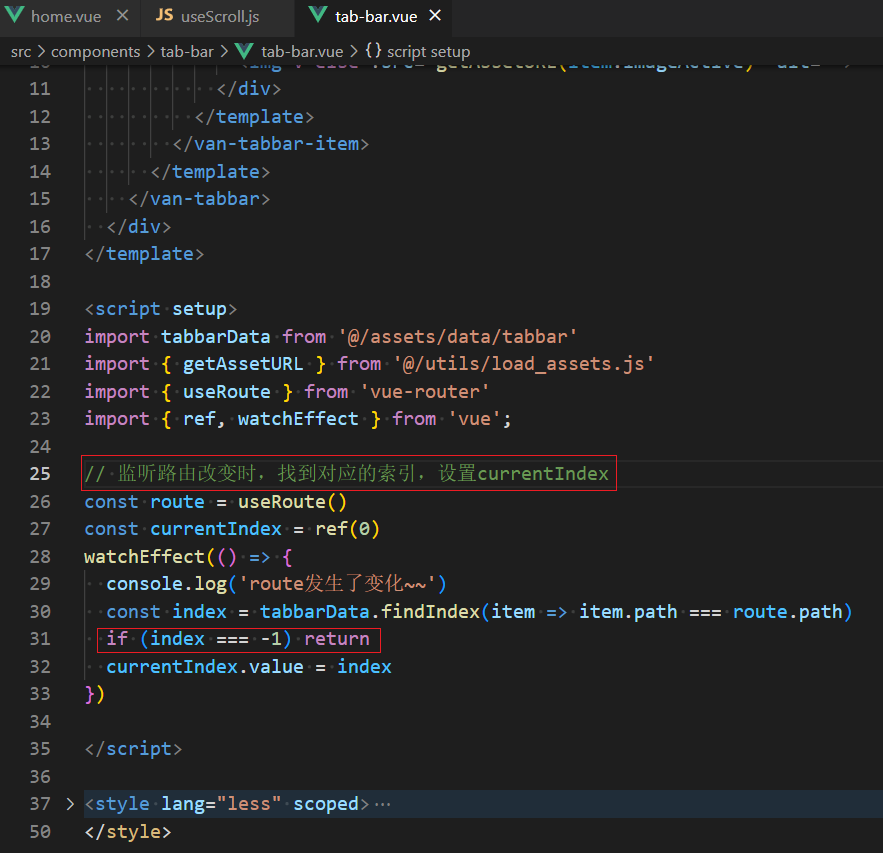 home.vue × JS useScroll.js tab-bar.vue ×
src > components > tab-bar > tab-bar.vue > {} script setup
11 </div>
12 </template>
13 </van-tabbar-item>
14 </template>
15 </van-tabbar>
16 </div>
17 </template>
18
19 <script setup>
20 import tabbarData from '@/assets/data/tabbar'
21 import { getAssetURL } from '@/utils/load_assets.js'
22 import { useRoute } from 'vue-router'
23 import { ref, watchEffect } from 'vue';
24
25 // 监听路由改变时，找到对应的索引，设置currentIndex
26 const route = useRoute()
27 const currentIndex = ref(0)
28 watchEffect(() => {
29 console.log('route发生了变化~~')
30 const index = tabbarData.findIndex(item => item.path === route.path)
31 if (index === -1) return
32 currentIndex.value = index
33 })
34
35 </script>
36
37 > <style lang="less" scoped>···
50 </style>